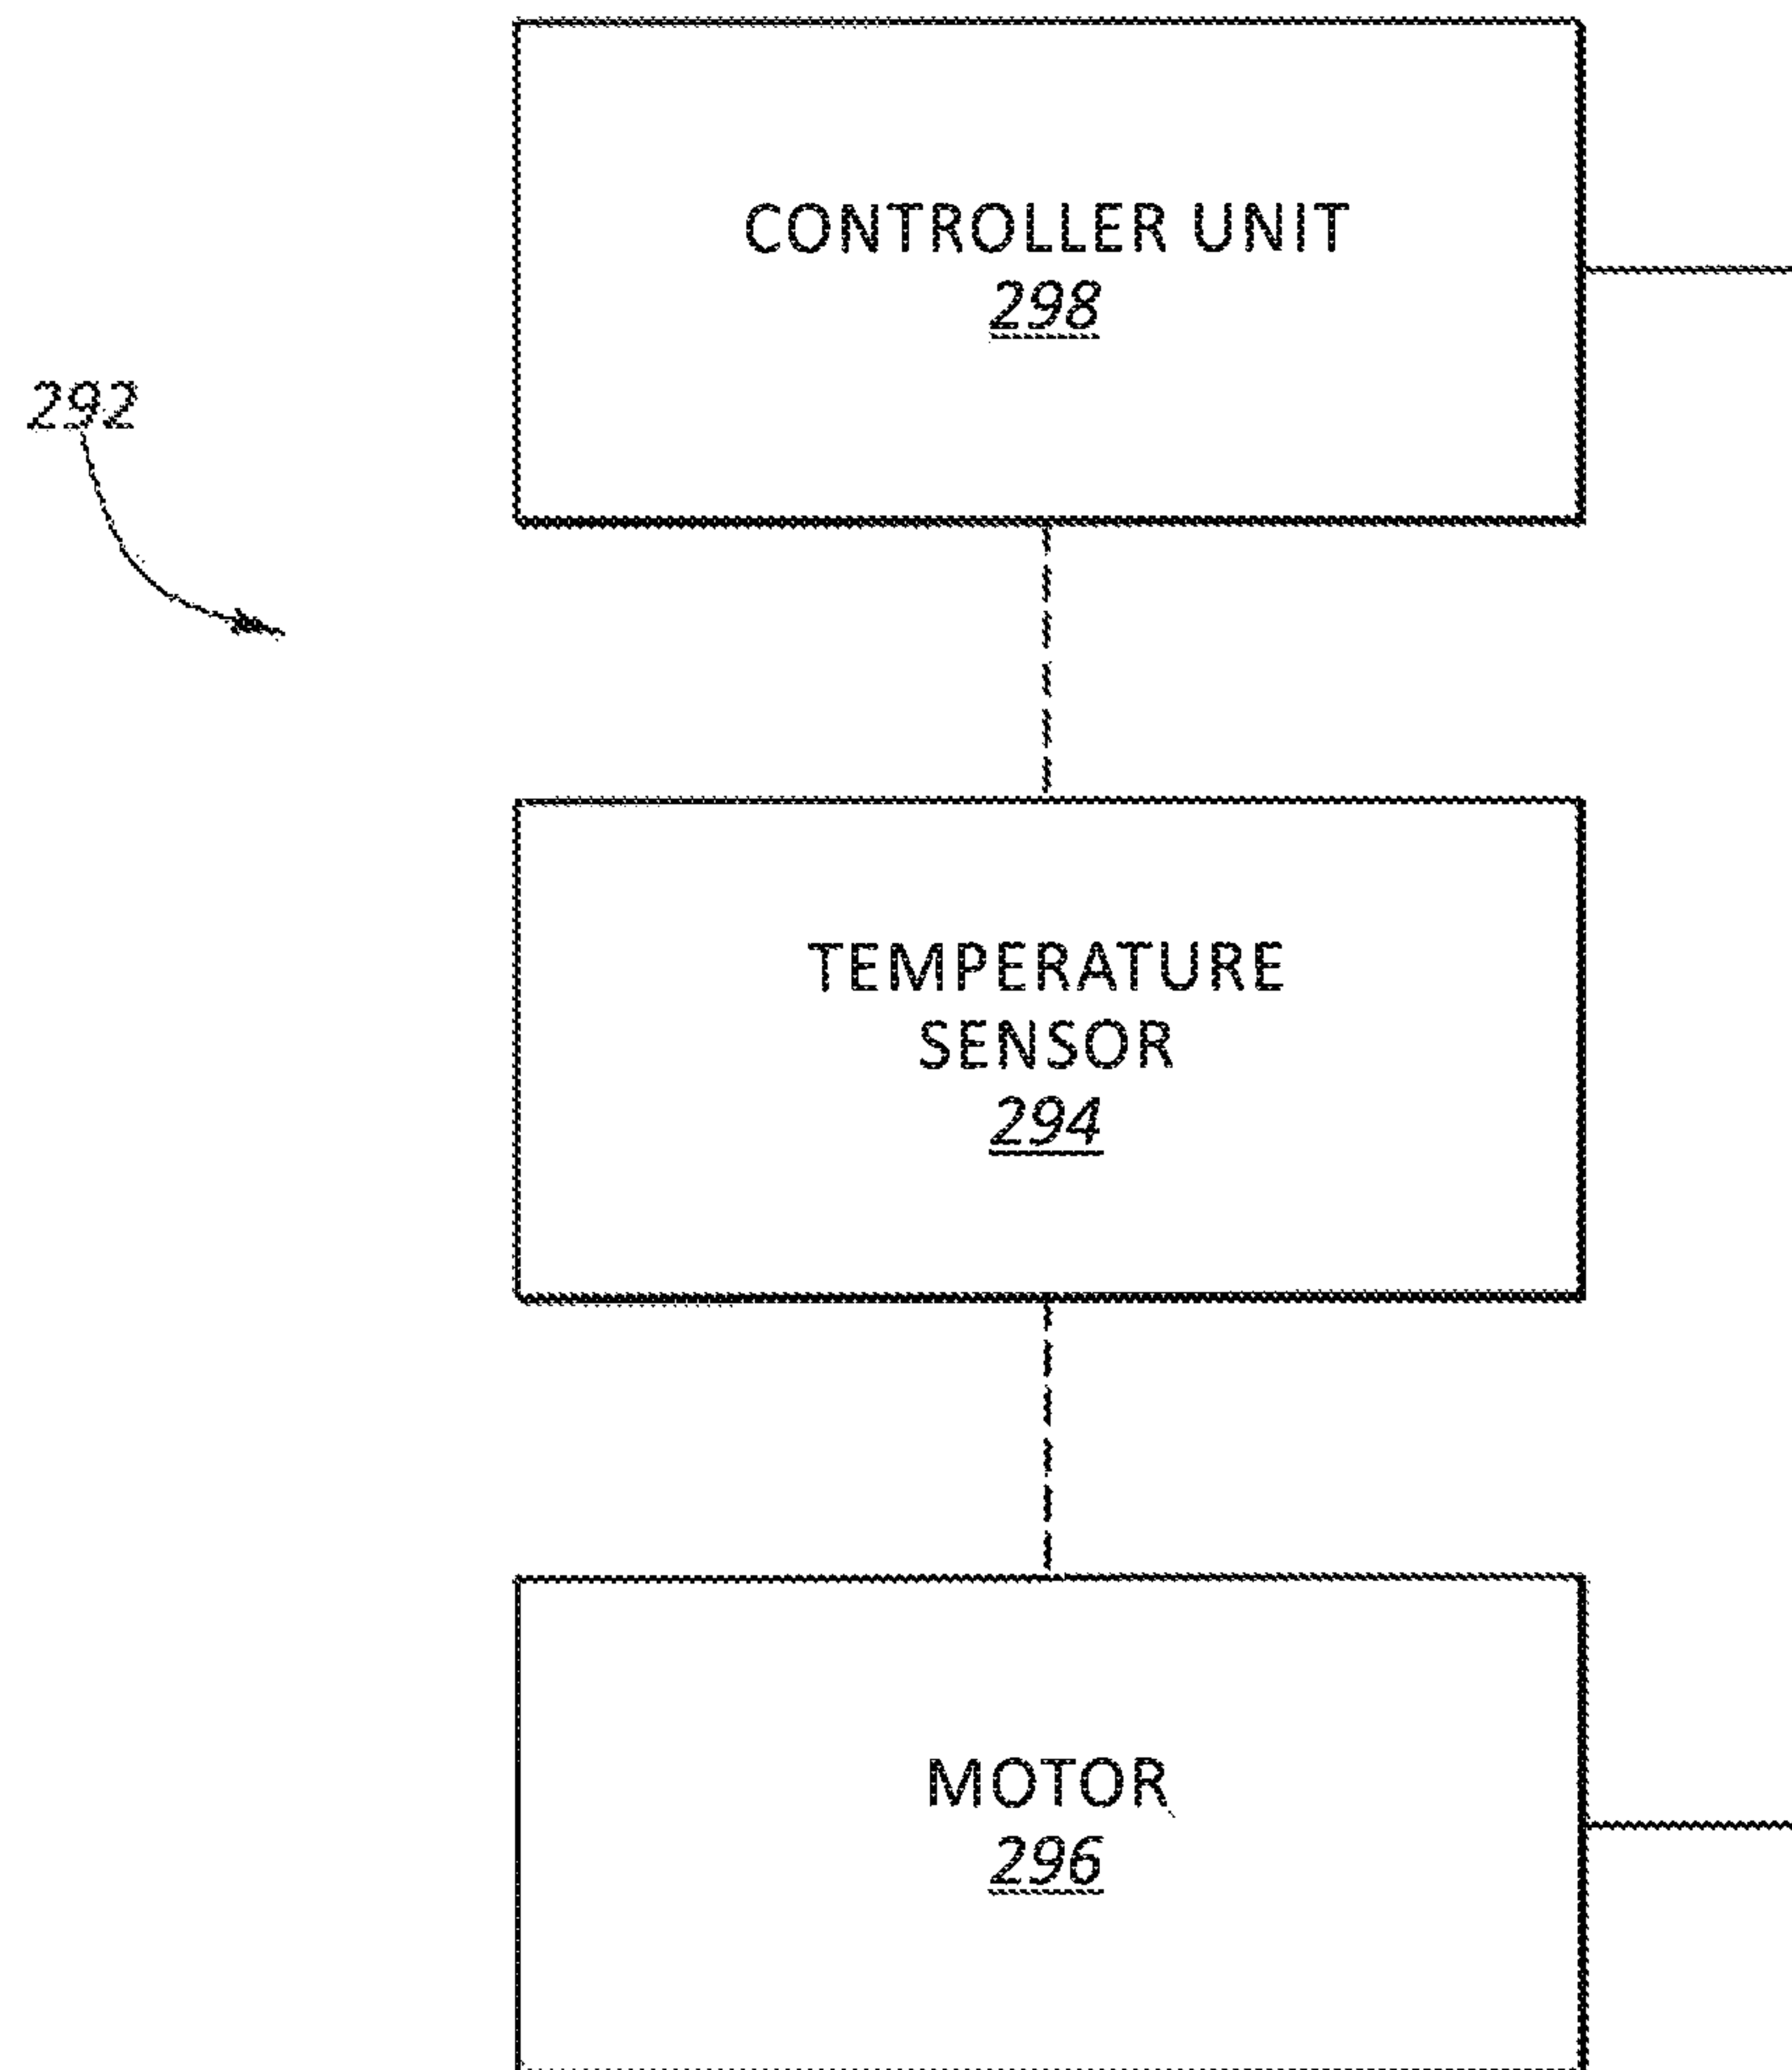 CONTROLLER UNIT
298
292
TEMPERATURE
SENSOR
294
MOTOR
296